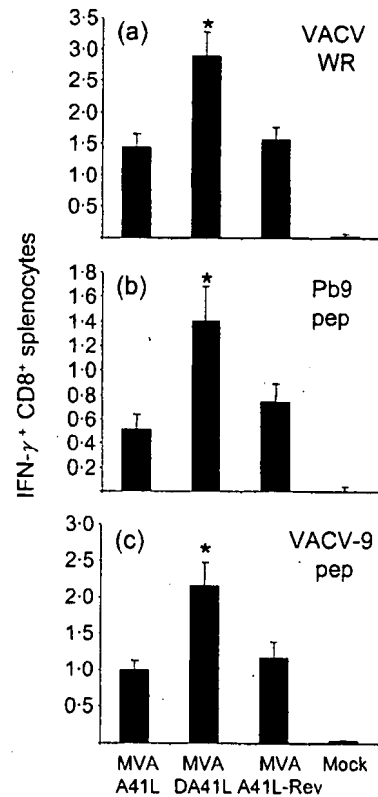 IFN-γ⁺ CD8⁺ splenocytes
(a)
VACV
WR
3·5
3·0
2·5
2·0
1·5
1·0
0·5
*
(b)
Pb9
pep
1·8
1·6
1·4
1·2
1·0
0·8
0·6
0·4
0·2
*
(c)
VACV-9
pep
3·0
2·5
2·0
1·5
1·0
0·5
*
MVA MVA MVA Mock
A41L DA41L A41L-Rev